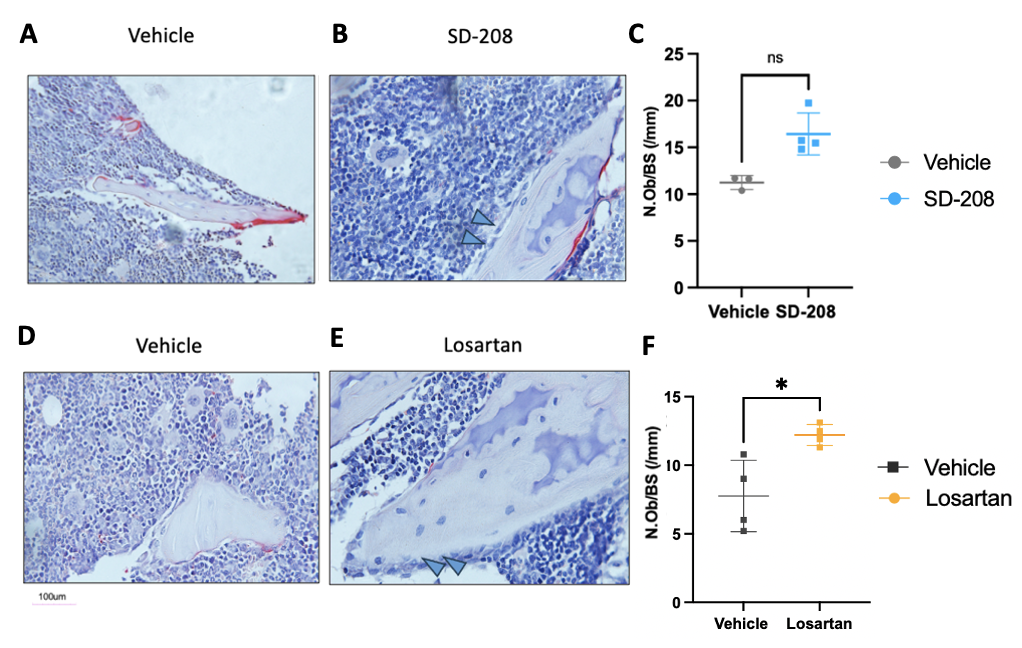 A
Vehicle
B
SD-208
C
25
20
15
10
5
0
N.Ob/BS (/mm)
ns
Vehicle SD-208
Vehicle
SD-208
D
Vehicle
E
Losartan
F
15
10
5
0
N.Ob/BS (/mm)
*
Vehicle Losartan
Vehicle
Losartan
100um